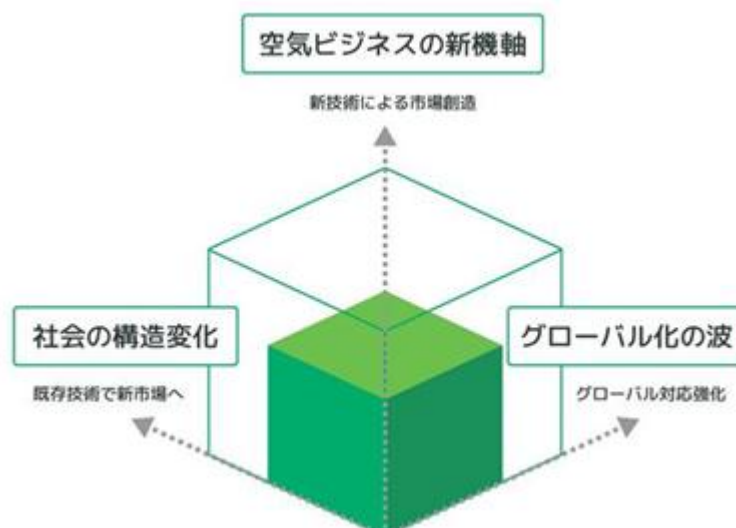 空気ビジネスの新機軸
新技術による市場創造
社会の構造変化
既存技術で新市場へ
グローバル化の波
グローバル対応強化